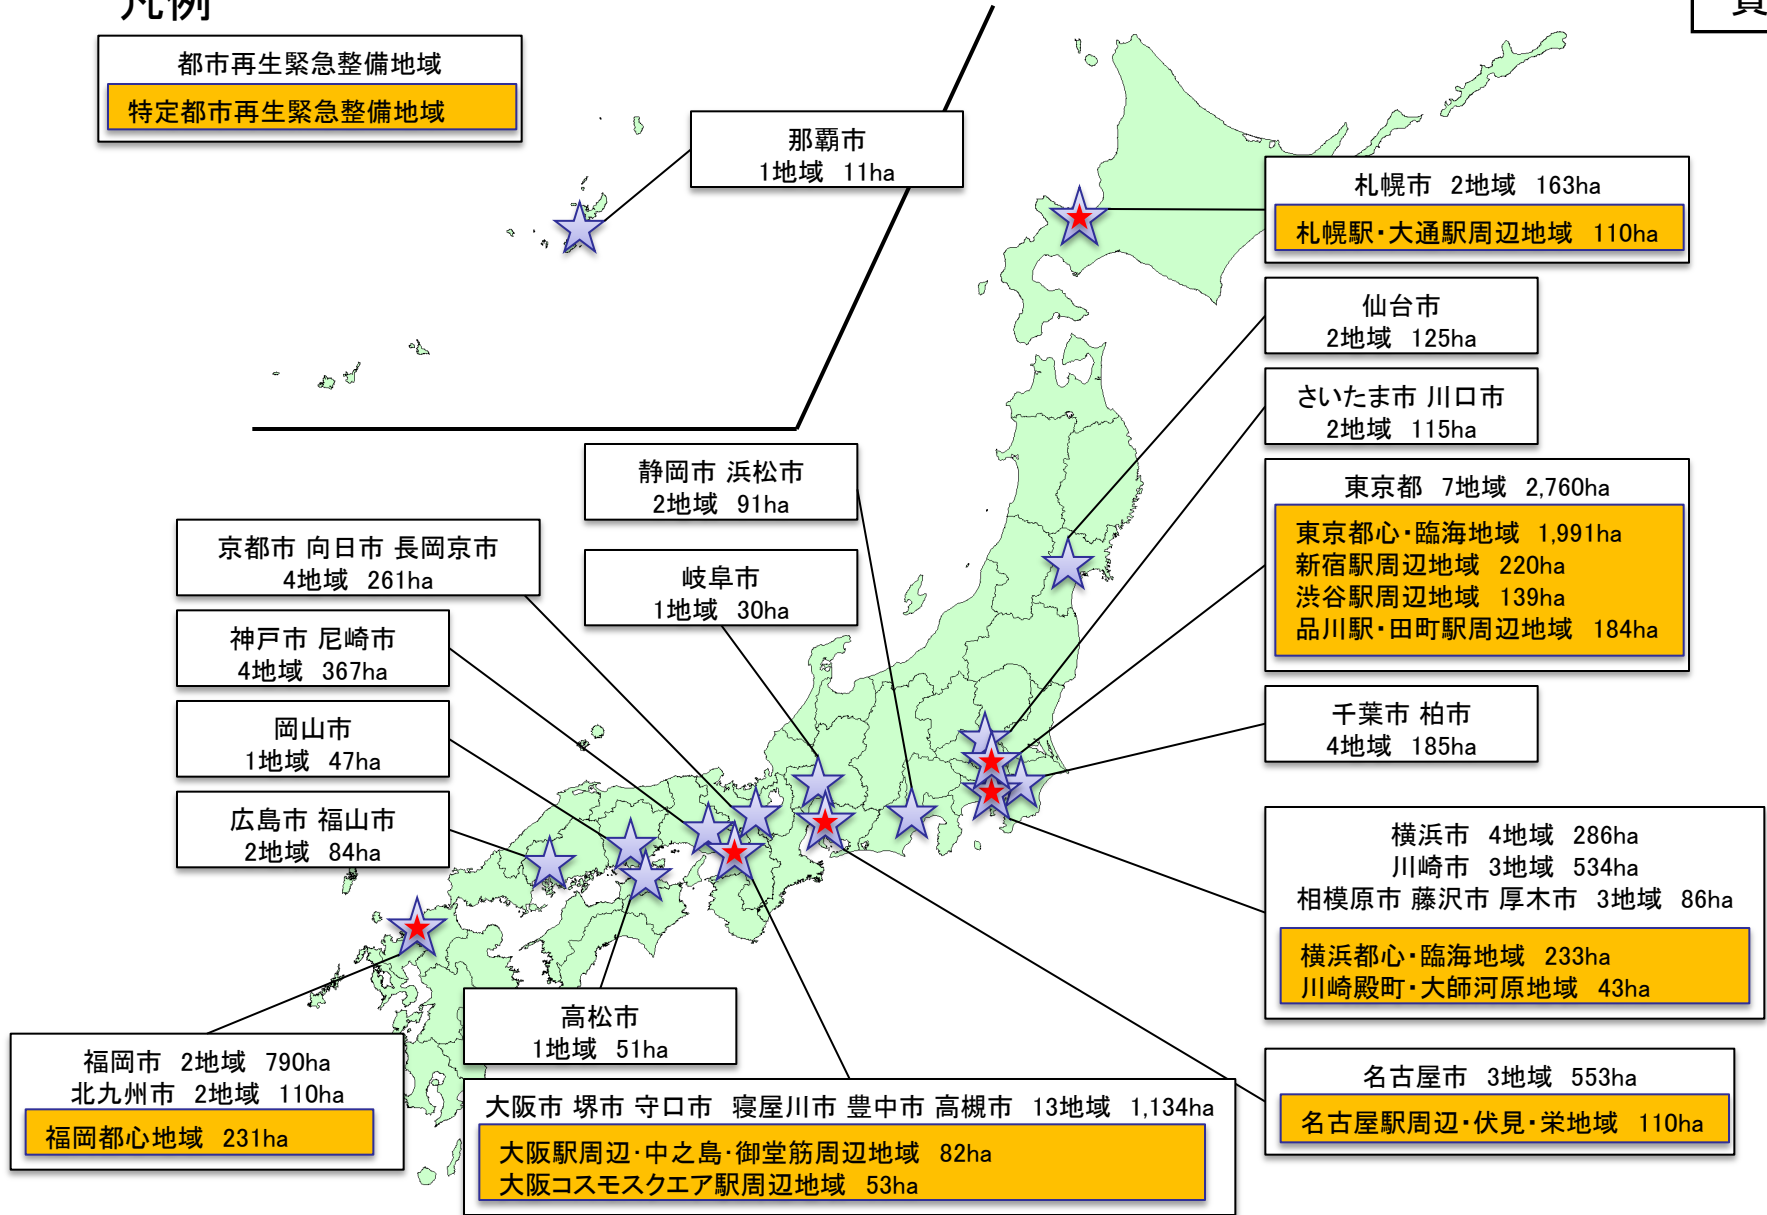 凡例
都市再生緊急整備地域
特定都市再生緊急整備地域
那覇市
1地域 11ha
札幌市 2地域 163ha
札幌駅・大通駅周辺地域 110ha
仙台市
2地域 125ha
さいたま市 川口市
2地域 115ha
静岡市 浜松市
2地域 91ha
東京都 7地域 2,760ha
東京都心・臨海地域 1,991ha
新宿駅周辺地域 220ha
渋谷駅周辺地域 139ha
品川駅・田町駅周辺地域 184ha
京都市 向日市 長岡京市
4地域 261ha
岐阜市
1地域 30ha
神戸市 尼崎市
4地域 367ha
千葉市 柏市
4地域 185ha
岡山市
1地域 47ha
広島市 福山市
2地域 84ha
横浜市 4地域 286ha
川崎市 3地域 534ha
相模原市 藤沢市 厚木市 3地域 86ha
横浜都心・臨海地域 233ha
川崎殿町・大師河原地域 43ha
高松市
1地域 51ha
福岡市 2地域 790ha
北九州市 2地域 110ha
福岡都心地域 231ha
大阪市 堺市 守口市 寝屋川市 豊中市 高槻市 13地域 1,134ha
大阪駅周辺・中之島・御堂筋周辺地域 82ha
大阪コスモスクエア駅周辺地域 53ha
名古屋市 3地域 553ha
名古屋駅周辺・伏見・栄地域 110ha